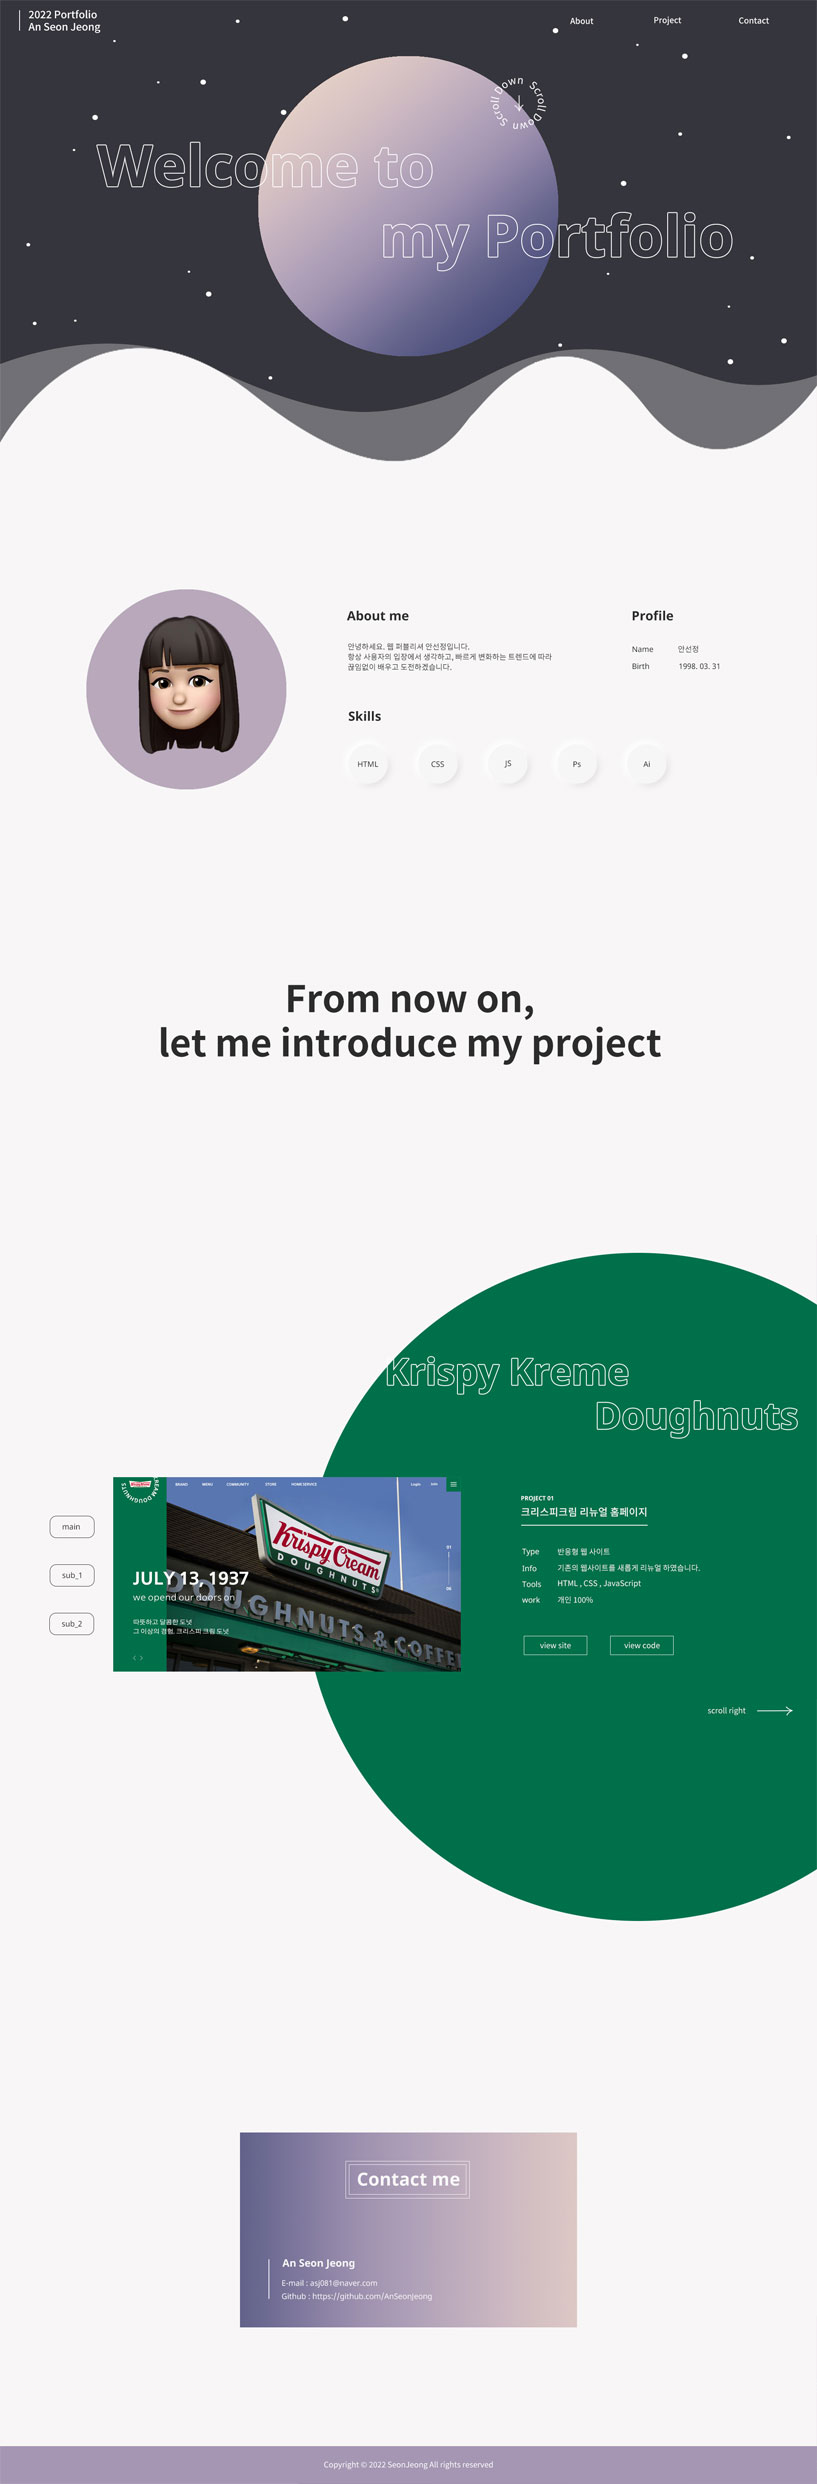 2022 Portfolio
An Seon Jeong
About
Project
Contact
Scroll Down Scroll Down
Welcome to
my Portfolio
About me
안녕하세요. 웹 퍼블리셔 안선정입니다.
항상 사용자의 입장에서 생각하고, 빠르게 변화하는 트렌드에 따라
끊임없이 배우고 도전하겠습니다.
Profile
Name 안선정
Birth 1998. 03. 31
Skills
HTML
CSS
JS
Ps
Ai
From now on,
let me introduce my project
Krispy Kreme
Doughnuts
main
sub_1
sub_2
BRAND
MENU
COMMUNITY
STORE
HOME SERVICE
Login
Krispy Cream
DOUGHNUTS
DOUGHNUTS & COFFEE
JULY 13, 1937
we opend our doors on
따뜻하고 달콤한 도넛
그 이상의 경험, 크리스피 크림 도넛
01
06
PROJECT 01
크리스피크림 리뉴얼 홈페이지
Type 반응형 웹 사이트
Info 기존의 웹사이트를 새롭게 리뉴얼 하였습니다.
Tools HTML , CSS , JavaScript
work 개인 100%
view site
view code
scroll right
Contact me
An Seon Jeong
E-mail : asj081@naver.com
Github : https://github.com/AnSeonJeong
Copyright © 2022 SeonJeong All rights reserved